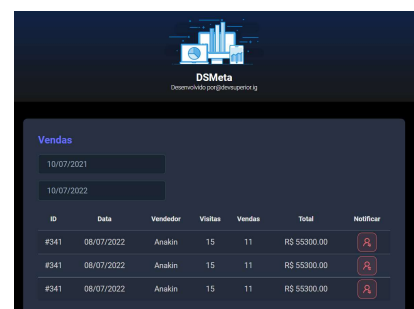 DSMeta
Desenvolvido por@devsuperior.ig
Vendas
10/07/2021
10/07/2022
ID Data Vendedor Visitas Vendas Total Notificar
#341 08/07/2022 Anakin 15 11 R$ 55300.00
#341 08/07/2022 Anakin 15 11 R$ 55300.00
#341 08/07/2022 Anakin 15 11 R$ 55300.00